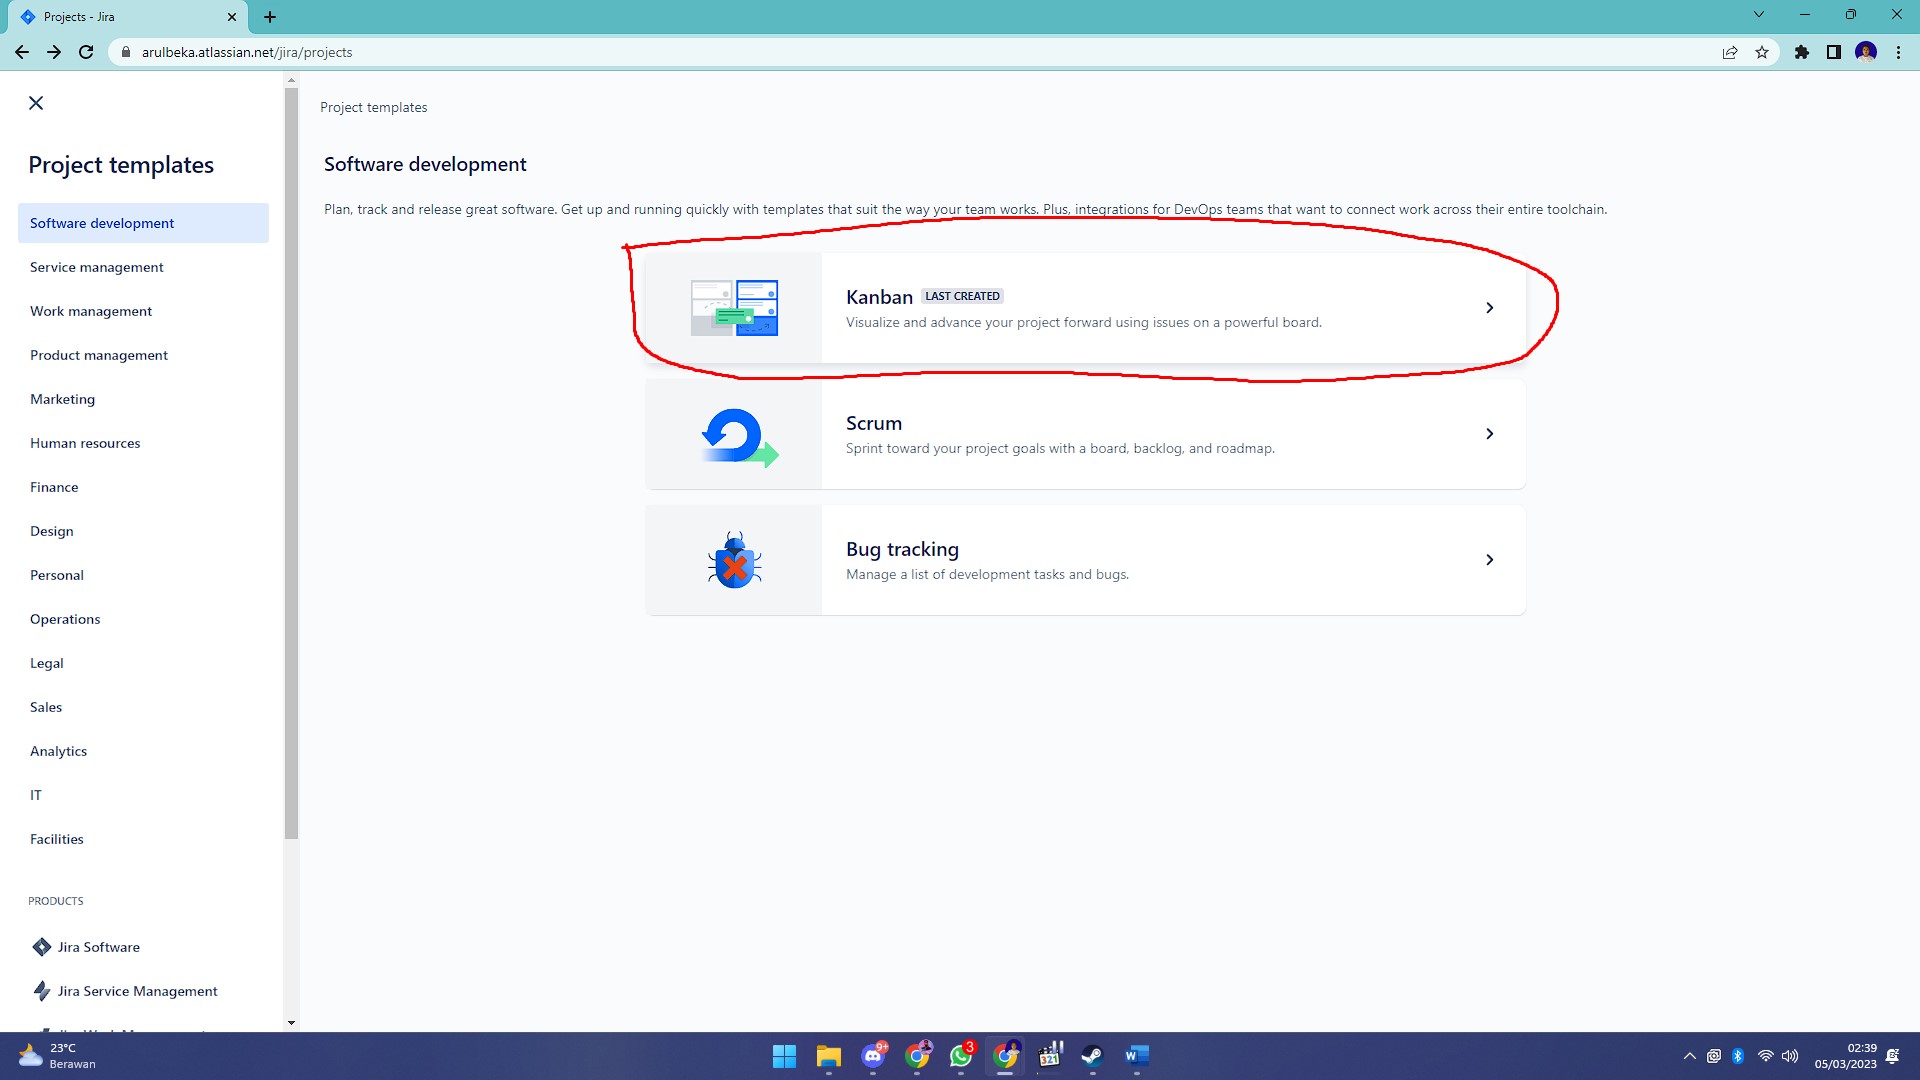 Projects - Jira
arulbeka.atlassian.net/jira/projects
Project templates
Software development
Service management
Work management
Product management
Marketing
Human resources
Finance
Design
Personal
Operations
Legal
Sales
Analytics
IT
Facilities
PRODUCTS
Jira Software
Jira Service Management
Project templates
Software development
Plan, track and release great software. Get up and running quickly with templates that suit the way your team works. Plus, integrations for DevOps teams that want to connect work across their entire toolchain.
Kanban LAST CREATED
Visualize and advance your project forward using issues on a powerful board.
Scrum
Sprint toward your project goals with a board, backlog, and roadmap.
Bug tracking
Manage a list of development tasks and bugs.
23°C
Berawan
9+
3
321
W
02:39
05/03/2023